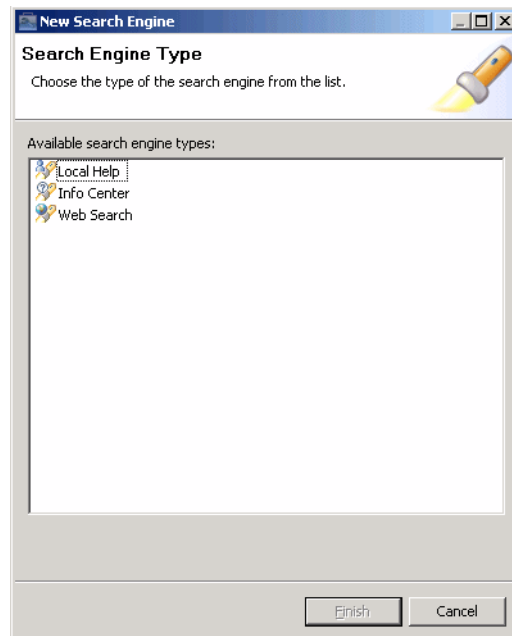 New Search Engine
Search Engine Type
Choose the type of the search engine from the list.
Available search engine types:
Local Help
Info Center
Web Search
Finish
Cancel